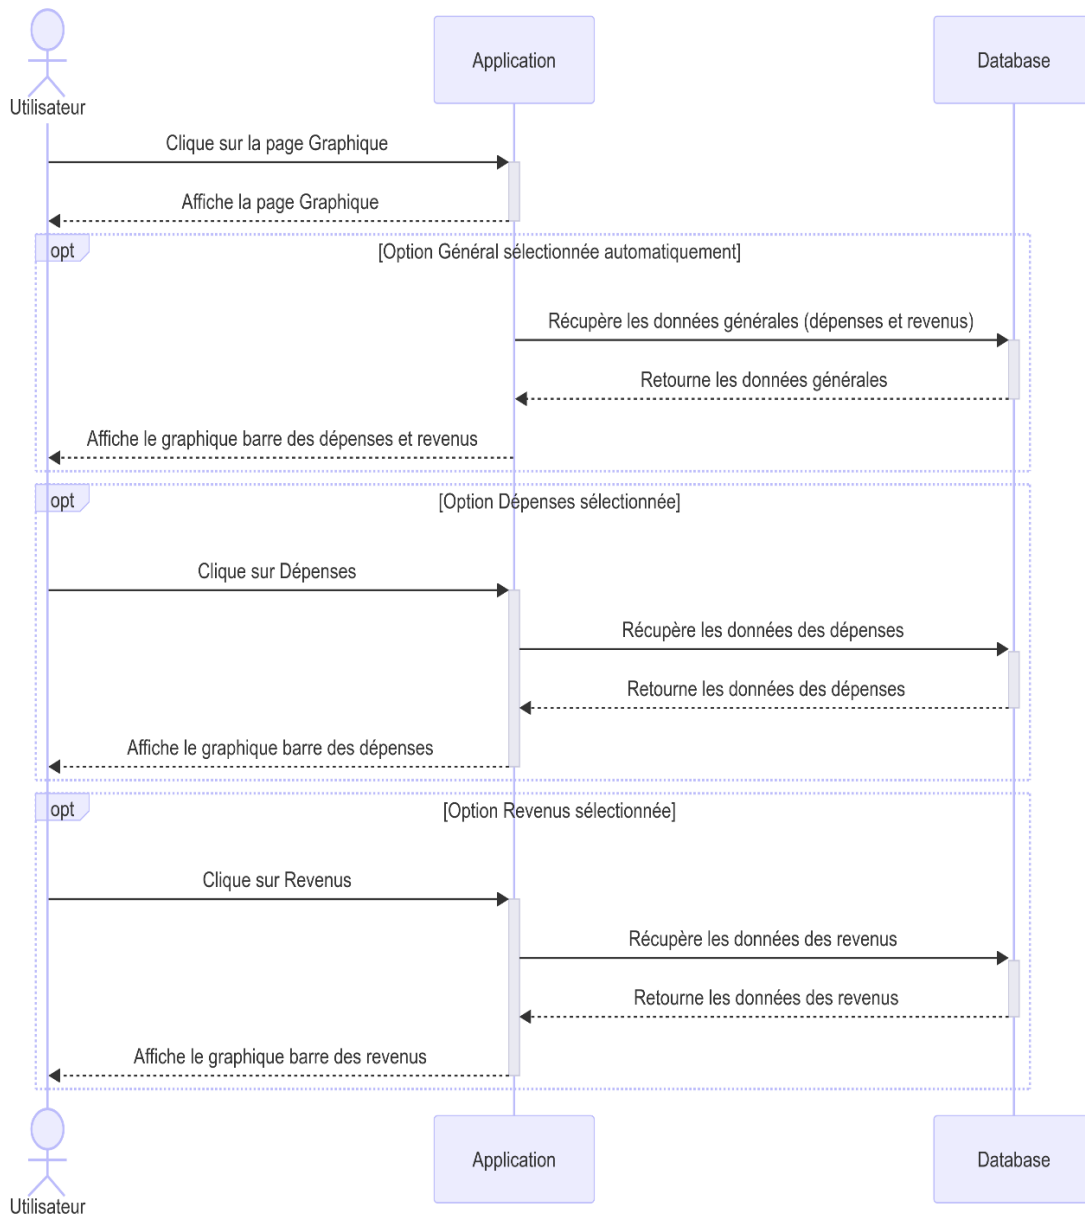 Utilisateur
Application
Database
Clique sur la page Graphique
Affiche la page Graphique
opt
[Option Général sélectionnée automatiquement]
Récupère les données générales (dépenses et revenus)
Retourne les données générales
Affiche le graphique barre des dépenses et revenus
opt
[Option Dépenses sélectionnée]
Clique sur Dépenses
Récupère les données des dépenses
Retourne les données des dépenses
Affiche le graphique barre des dépenses
opt
[Option Revenus sélectionnée]
Clique sur Revenus
Récupère les données des revenus
Retourne les données des revenus
Affiche le graphique barre des revenus
Utilisateur
Application
Database